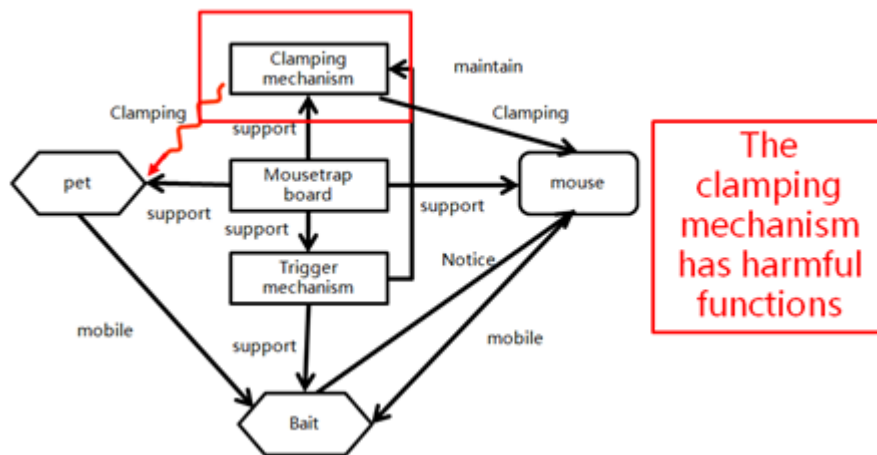 Clamping
mechanism
maintain
Clamping
Clamping
support
The
clamping
mechanism
has harmful
functions
pet
Mousetrap
board
mouse
support
support
support
Trigger
mechanism
Notice
mobile
support
mobile
Bait